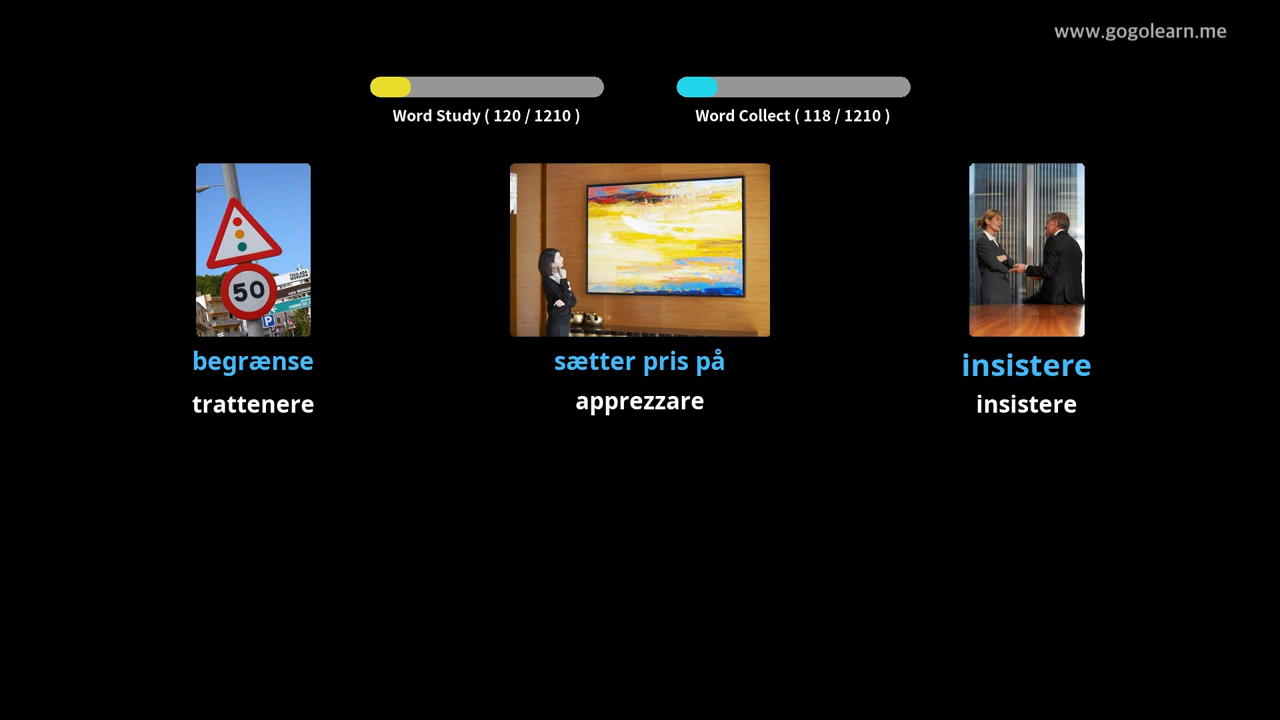 www.gogolearn.me
Word Study ( 120 / 1210 )
Word Collect ( 118 / 1210 )
50
P
begrænse
sætter pris på
insistere
trattenere
apprezzare
insistere